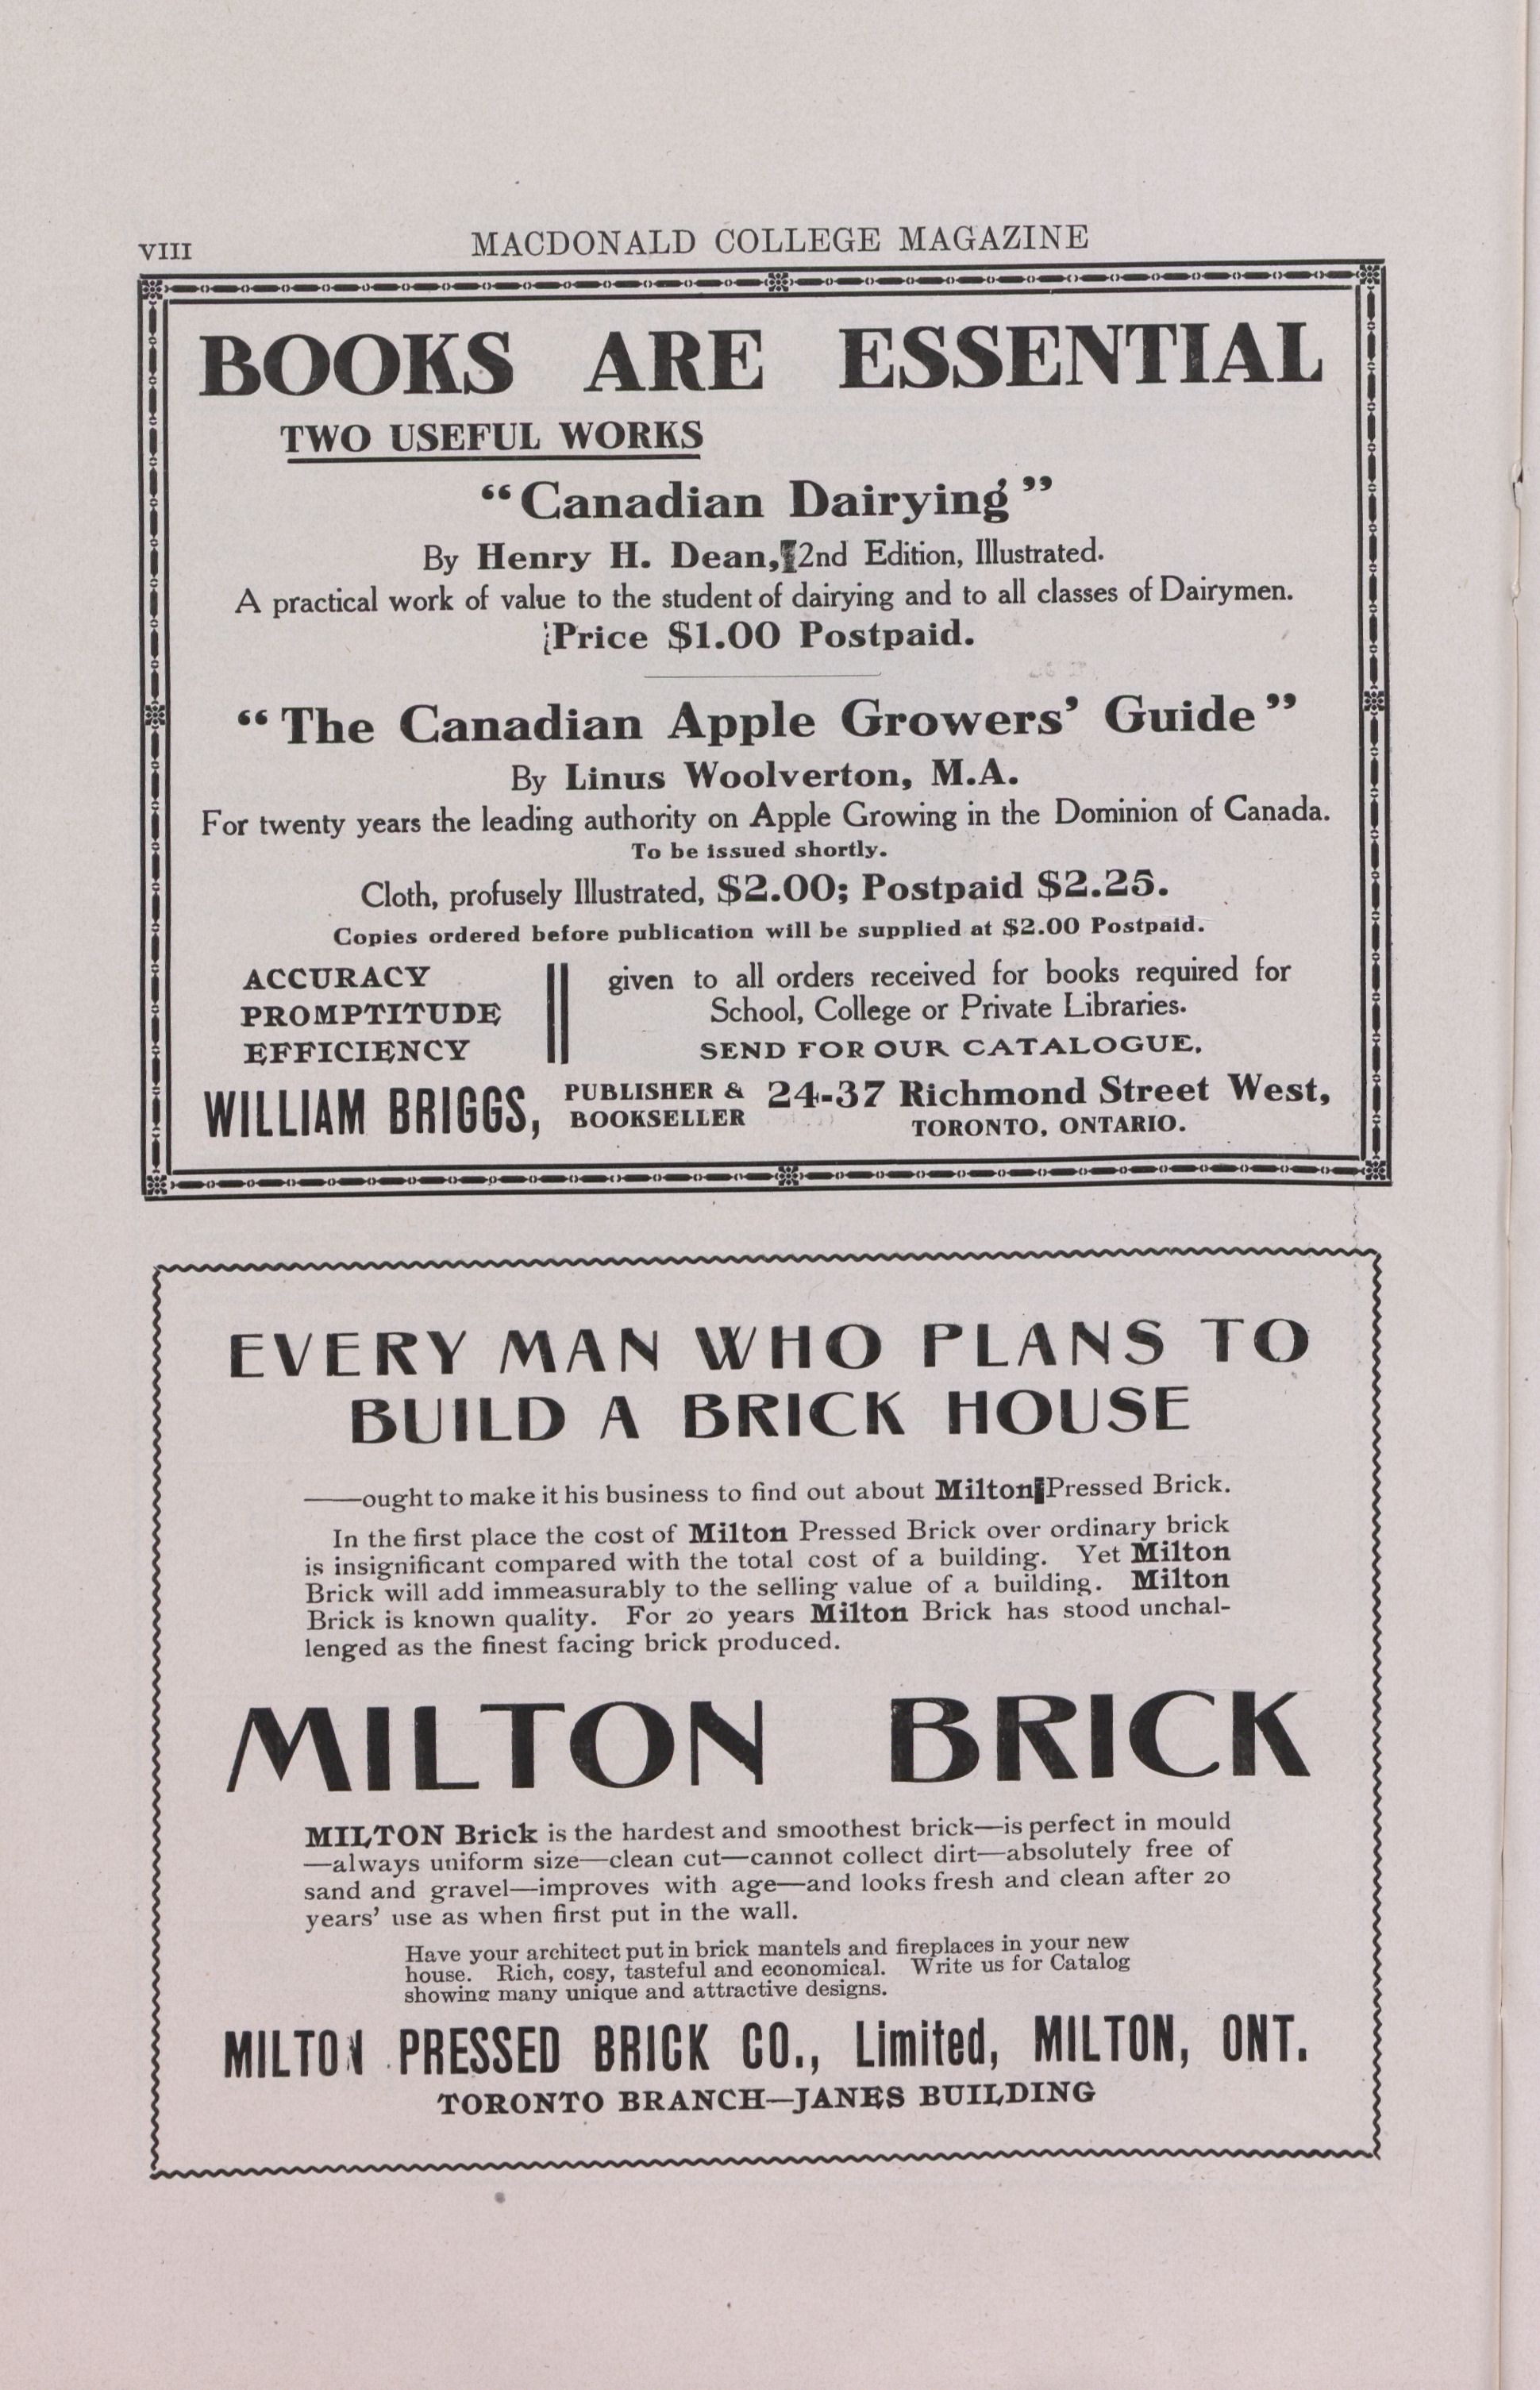 VIII
MACDONALD COLLEGE MAGAZINE
BOOKS ARE ESSENTIAL
TWO USEFUL WORKS
“Canadian Dairying”
By Henry H. Dean, 2nd Edition, Illustrated.
A practical work of value to the student of dairying and to all classes of Dairymen.
Price $1.00 Postpaid.
“The Canadian Apple Growers’ Guide”
By Linus Woolverton, M.A.
For twenty years the leading authority on Apple Growing in the Dominion of Canada.
To be issued shortly.
Cloth, profusely Illustrated, $2.00; Postpaid $2.25.
Copies ordered before publication will be supplied at $2.00 Postpaid.
ACCURACY
PROMPTITUDE
EFFICIENCY
given to all orders received for books required for
School, College or Private Libraries.
SEND FOR OUR CATALOGUE.
WILLIAM BRIGGS,
PUBLISHER &
BOOKSELLER
24-37 Richmond Street West,
TORONTO, ONTARIO.
EVERY MAN WHO PLANS TO
BUILD A BRICK HOUSE
——ought to make it his business to find out about Milton Pressed Brick.
In the first place the cost of Milton Pressed Brick over ordinary brick
is insignificant compared with the total cost of a building. Yet Milton
Brick will add immeasurably to the selling value of a building. Milton
Brick is known quality. For 20 years Milton Brick has stood unchal-
lenged as the finest facing brick produced.
MILTON BRICK
MILTON Brick is the hardest and smoothest brick—is perfect in mould
—always uniform size—clean cut—cannot collect dirt—absolutely free of
sand and gravel—improves with age—and looks fresh and clean after 20
years’ use as when first put in the wall.
Have your architect put in brick mantels and fireplaces in your new
house. Rich, cosy, tasteful and economical. Write us for Catalog
showing many unique and attractive designs.
MILTON PRESSED BRICK CO., Limited, MILTON, ONT.
TORONTO BRANCH—JANES BUILDING